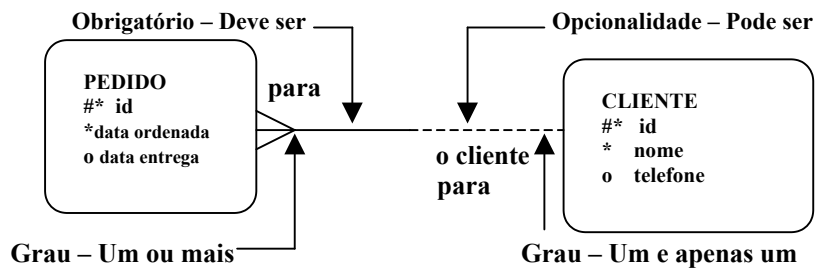 Obrigatório – Deve ser
Opcionalidade – Pode ser
PEDIDO
#* id
*data ordenada
o data entrega
para
o cliente
para
CLIENTE
#* id
* nome
o telefone
Grau – Um ou mais
Grau – Um e apenas um